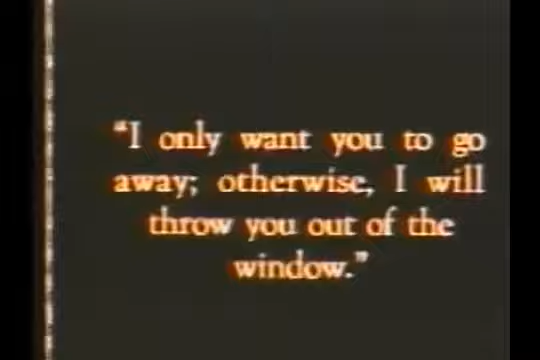 “I only want you to go
away; otherwise, I will
throw you out of the
window.”